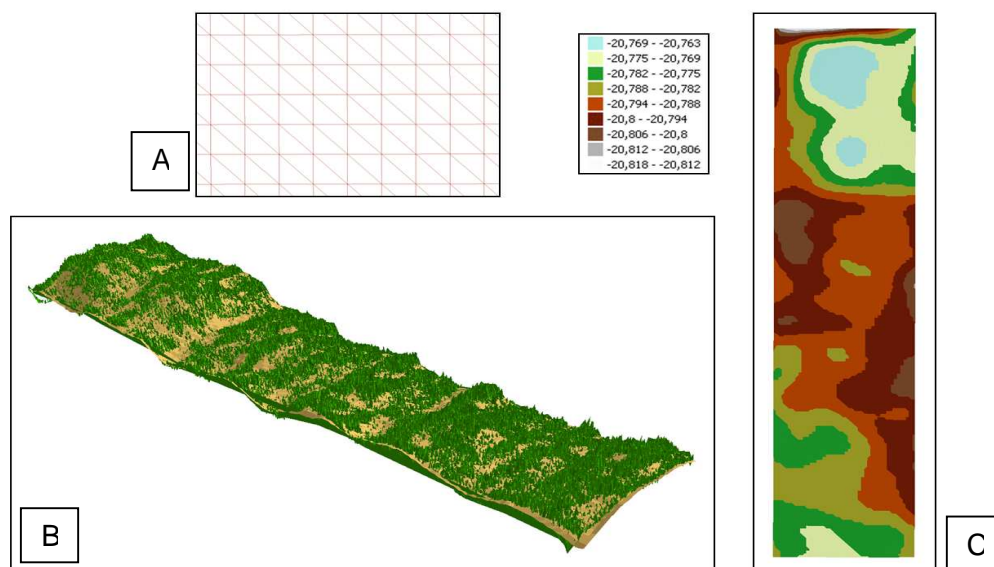 A
-20,769 - -20,763
-20,775 - -20,769
-20,782 - -20,775
-20,788 - -20,782
-20,794 - -20,788
-20,8 - -20,794
-20,806 - -20,8
-20,812 - -20,806
-20,818 - -20,812
B
C